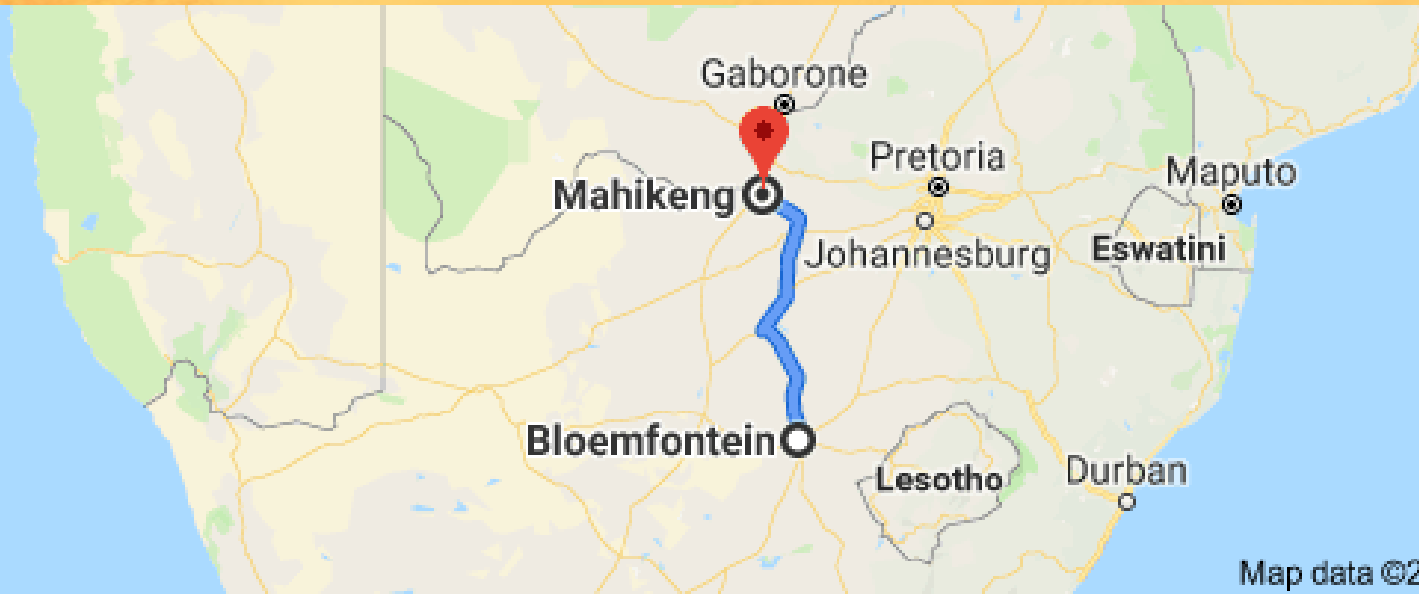 Gaborone
Pretoria
Maputo
Mahikeng
Johannesburg
Eswatini
Bloemfontein
Lesotho
Durban
Map data ©2